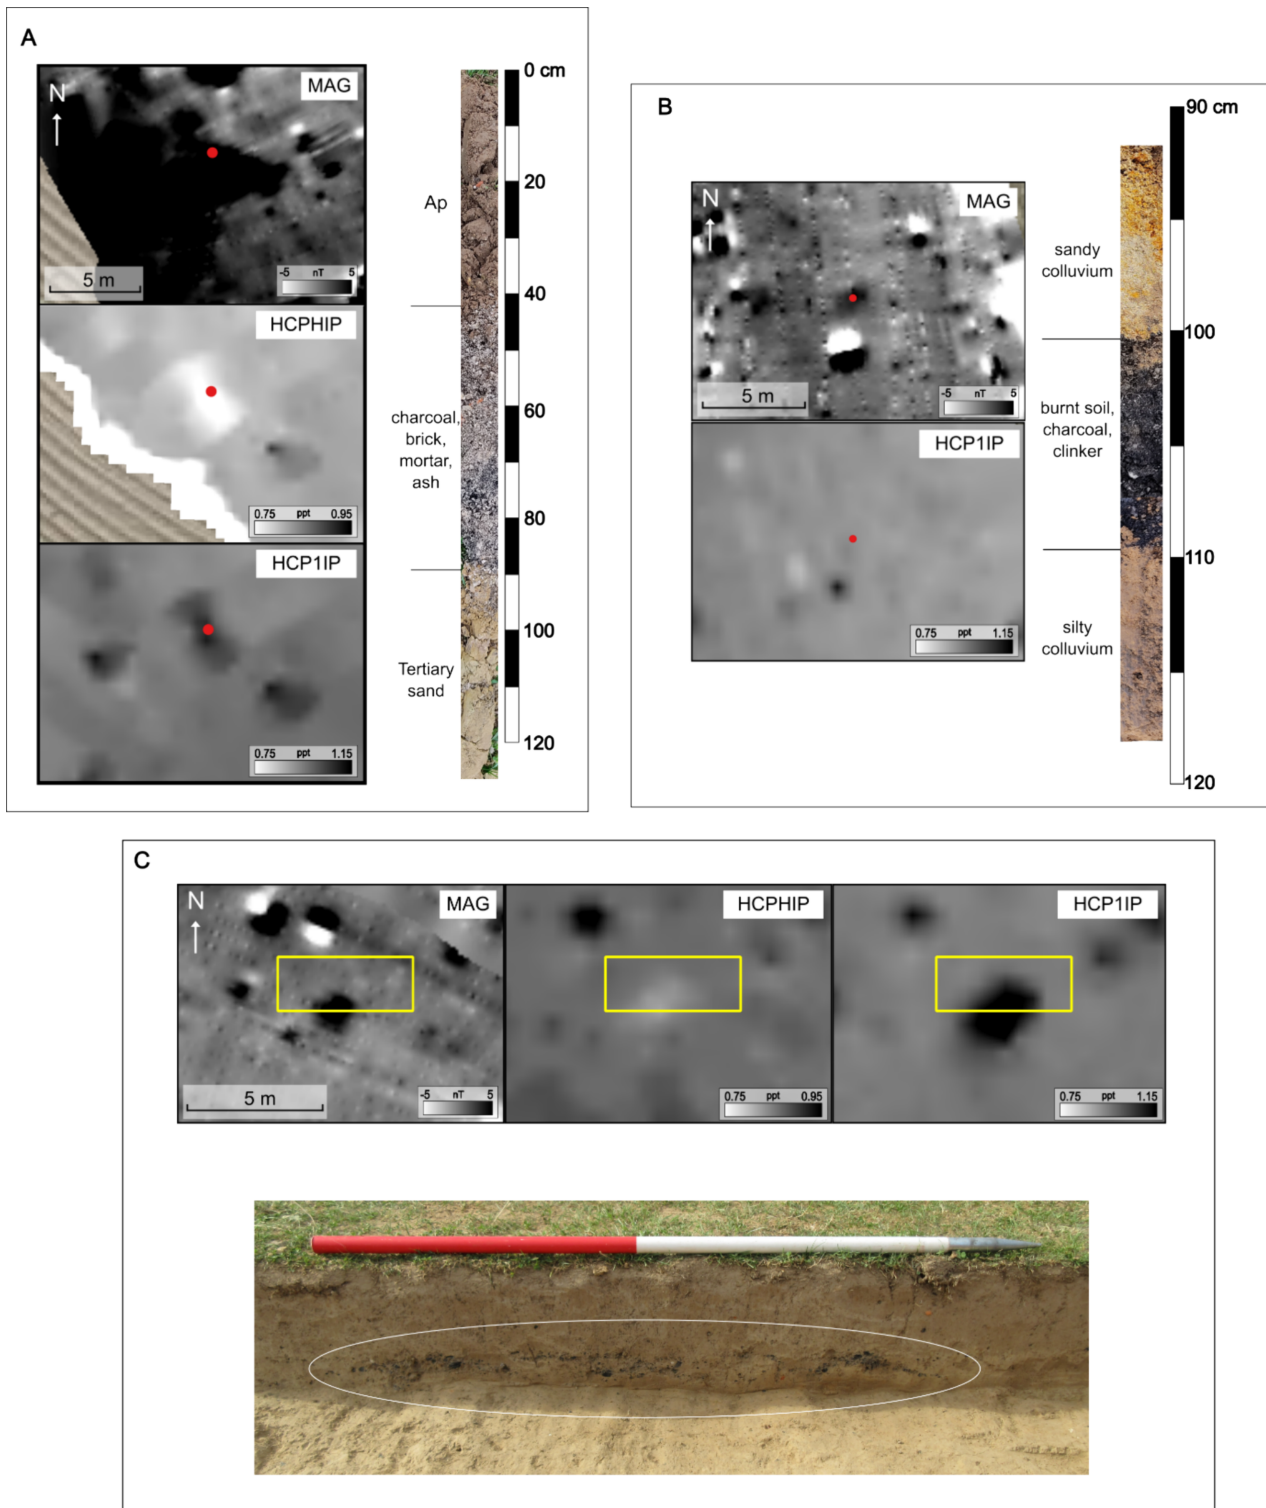 A
N
MAG
5 m
-5 nT 5
HCPHIP
0.75 ppt 0.95
HCP1IP
0.75 ppt 1.15
Ap
charcoal,
brick,
mortar,
ash
Tertiary
sand
0 cm
20
40
60
80
100
120
B
N
MAG
5 m
-5 nT 5
HCP1IP
0.75 ppt 1.15
sandy
colluvium
burnt soil,
charcoal,
clinker
silty
colluvium
90 cm
100
110
120
C
N
MAG
5 m
-5 nT 5
HCPHIP
0.75 ppt 0.95
HCP1IP
0.75 ppt 1.15